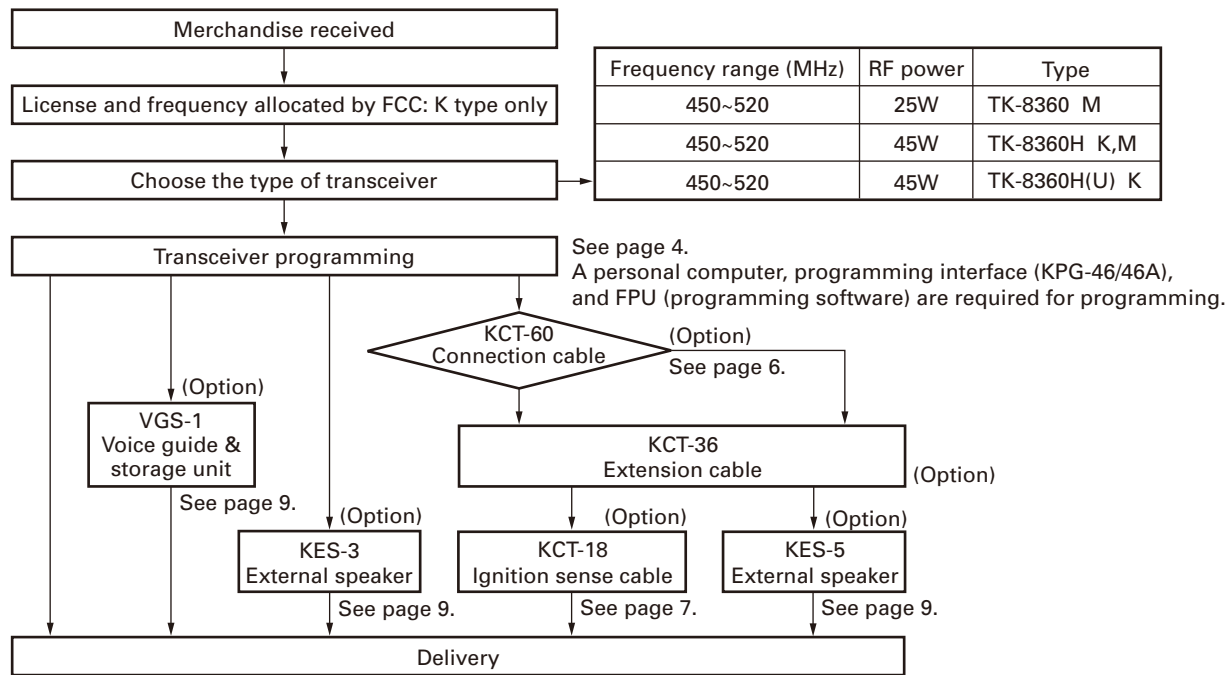 Merchandise received
License and frequency allocated by FCC: K type only
Choose the type of transceiver
Frequency range (MHz) RF power Type
450~520 25W TK-8360 M
450~520 45W TK-8360H K,M
450~520 45W TK-8360H(U) K
Transceiver programming
See page 4.
A personal computer, programming interface (KPG-46/46A),
and FPU (programming software) are required for programming.
KCT-60
Connection cable
(Option)
See page 6.
(Option)
VGS-1
Voice guide &
storage unit
See page 9.
KCT-36
Extension cable
(Option)
(Option)
KES-3
External speaker
See page 9.
(Option)
KCT-18
Ignition sense cable
See page 7.
(Option)
KES-5
External speaker
See page 9.
Delivery